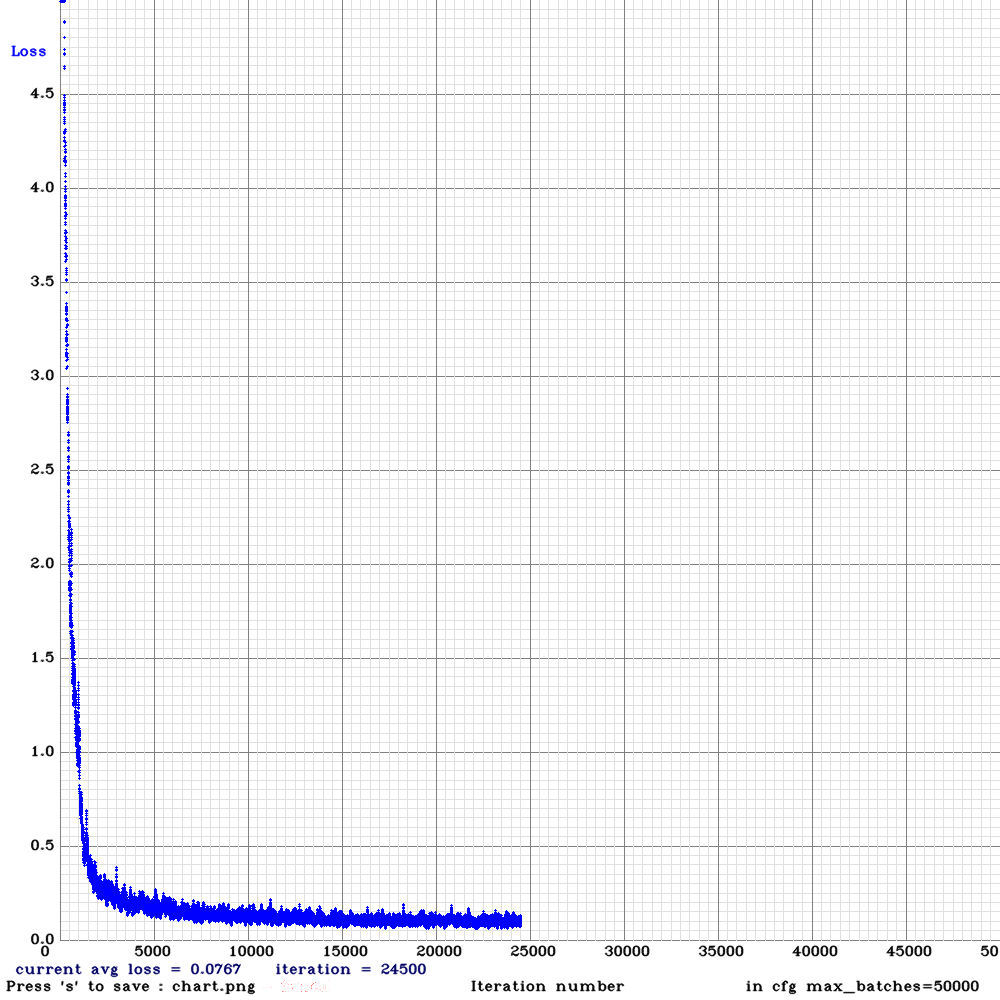 Loss
4.5
4.0
3.5
3.0
2.5
2.0
1.5
1.0
0.5
0.0
0 5000 10000 15000 20000 25000 30000 35000 40000 45000 50
current avg loss = 0.0767 iteration = 24500
Press 's' to save : chart.png Iteration number in cfg max_batches=50000